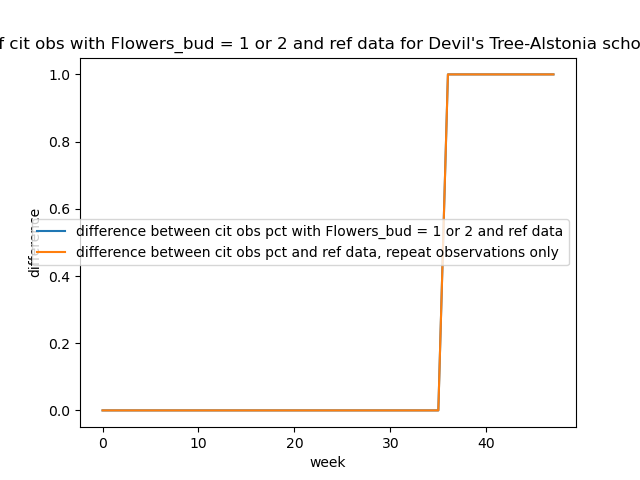 f cit obs with Flowers_bud = 1 or 2 and ref data for Devil's Tree-Alstonia scho
1.0
0.8
0.6
0.4
0.2
0.0
difference
difference between cit obs pct with Flowers_bud = 1 or 2 and ref data
difference between cit obs pct and ref data, repeat observations only
0 10 20 30 40
week